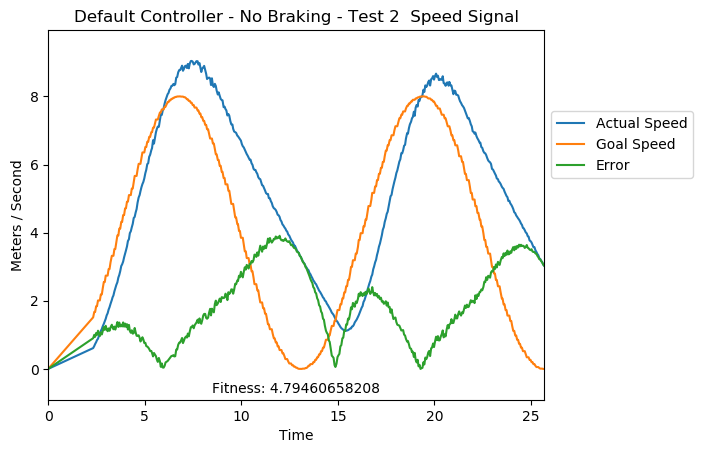 Default Controller - No Braking - Test 2  Speed Signal
Meters / Second
8
6
4
2
0
Actual Speed
Goal Speed
Error
Fitness: 4.79460658208
0 5 10 15 20 25
Time